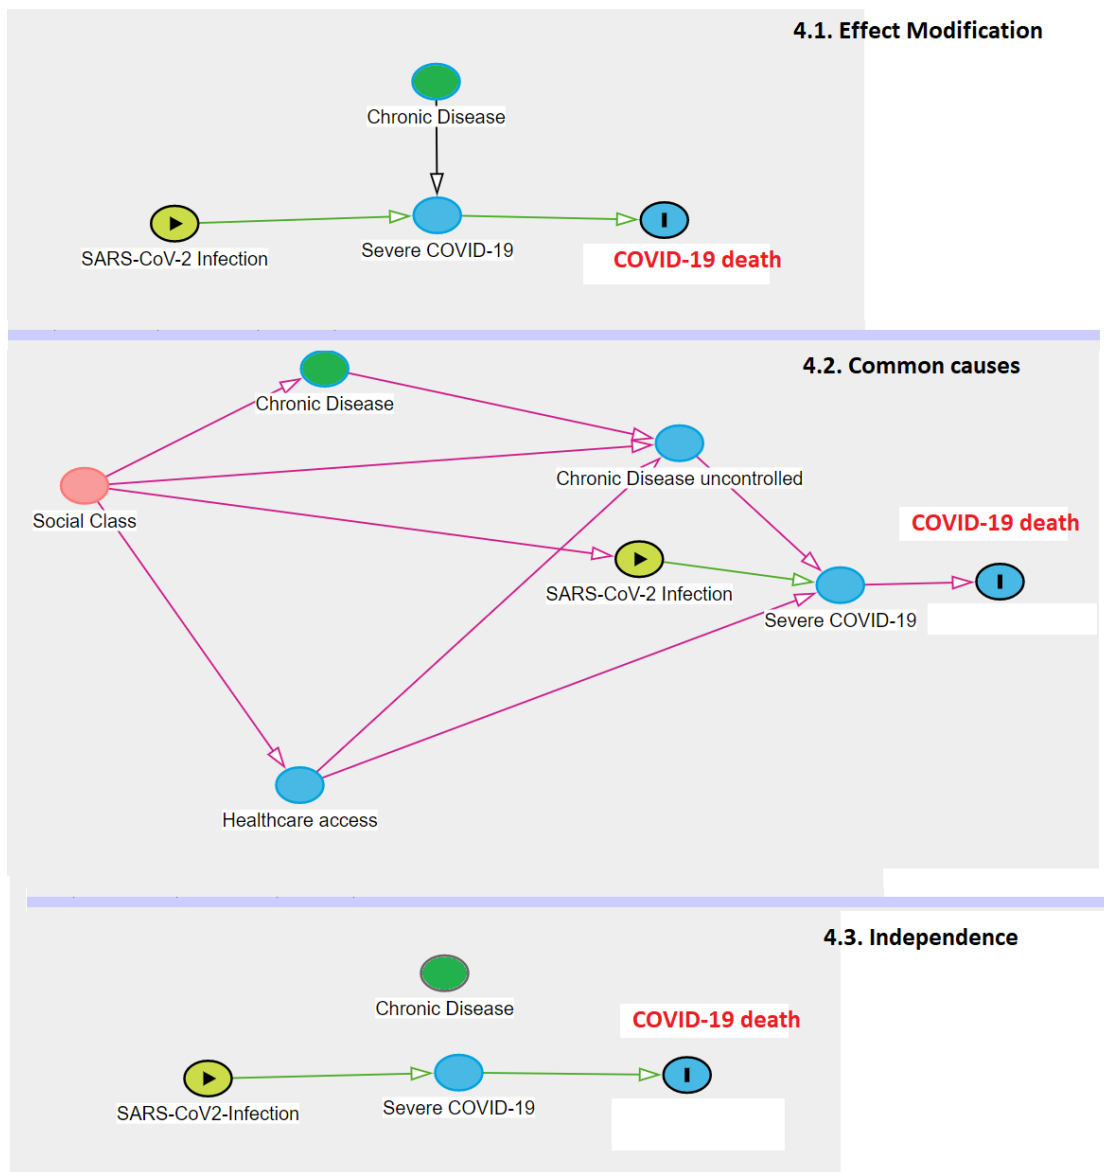 4.1. Effect Modification
Chronic Disease
SARS-CoV-2 Infection
Severe COVID-19
COVID-19 death
4.2. Common causes
Chronic Disease
Chronic Disease uncontrolled
Social Class
COVID-19 death
SARS-CoV-2 Infection
Severe COVID-19
Healthcare access
4.3. Independence
Chronic Disease
COVID-19 death
SARS-CoV2-Infection
Severe COVID-19